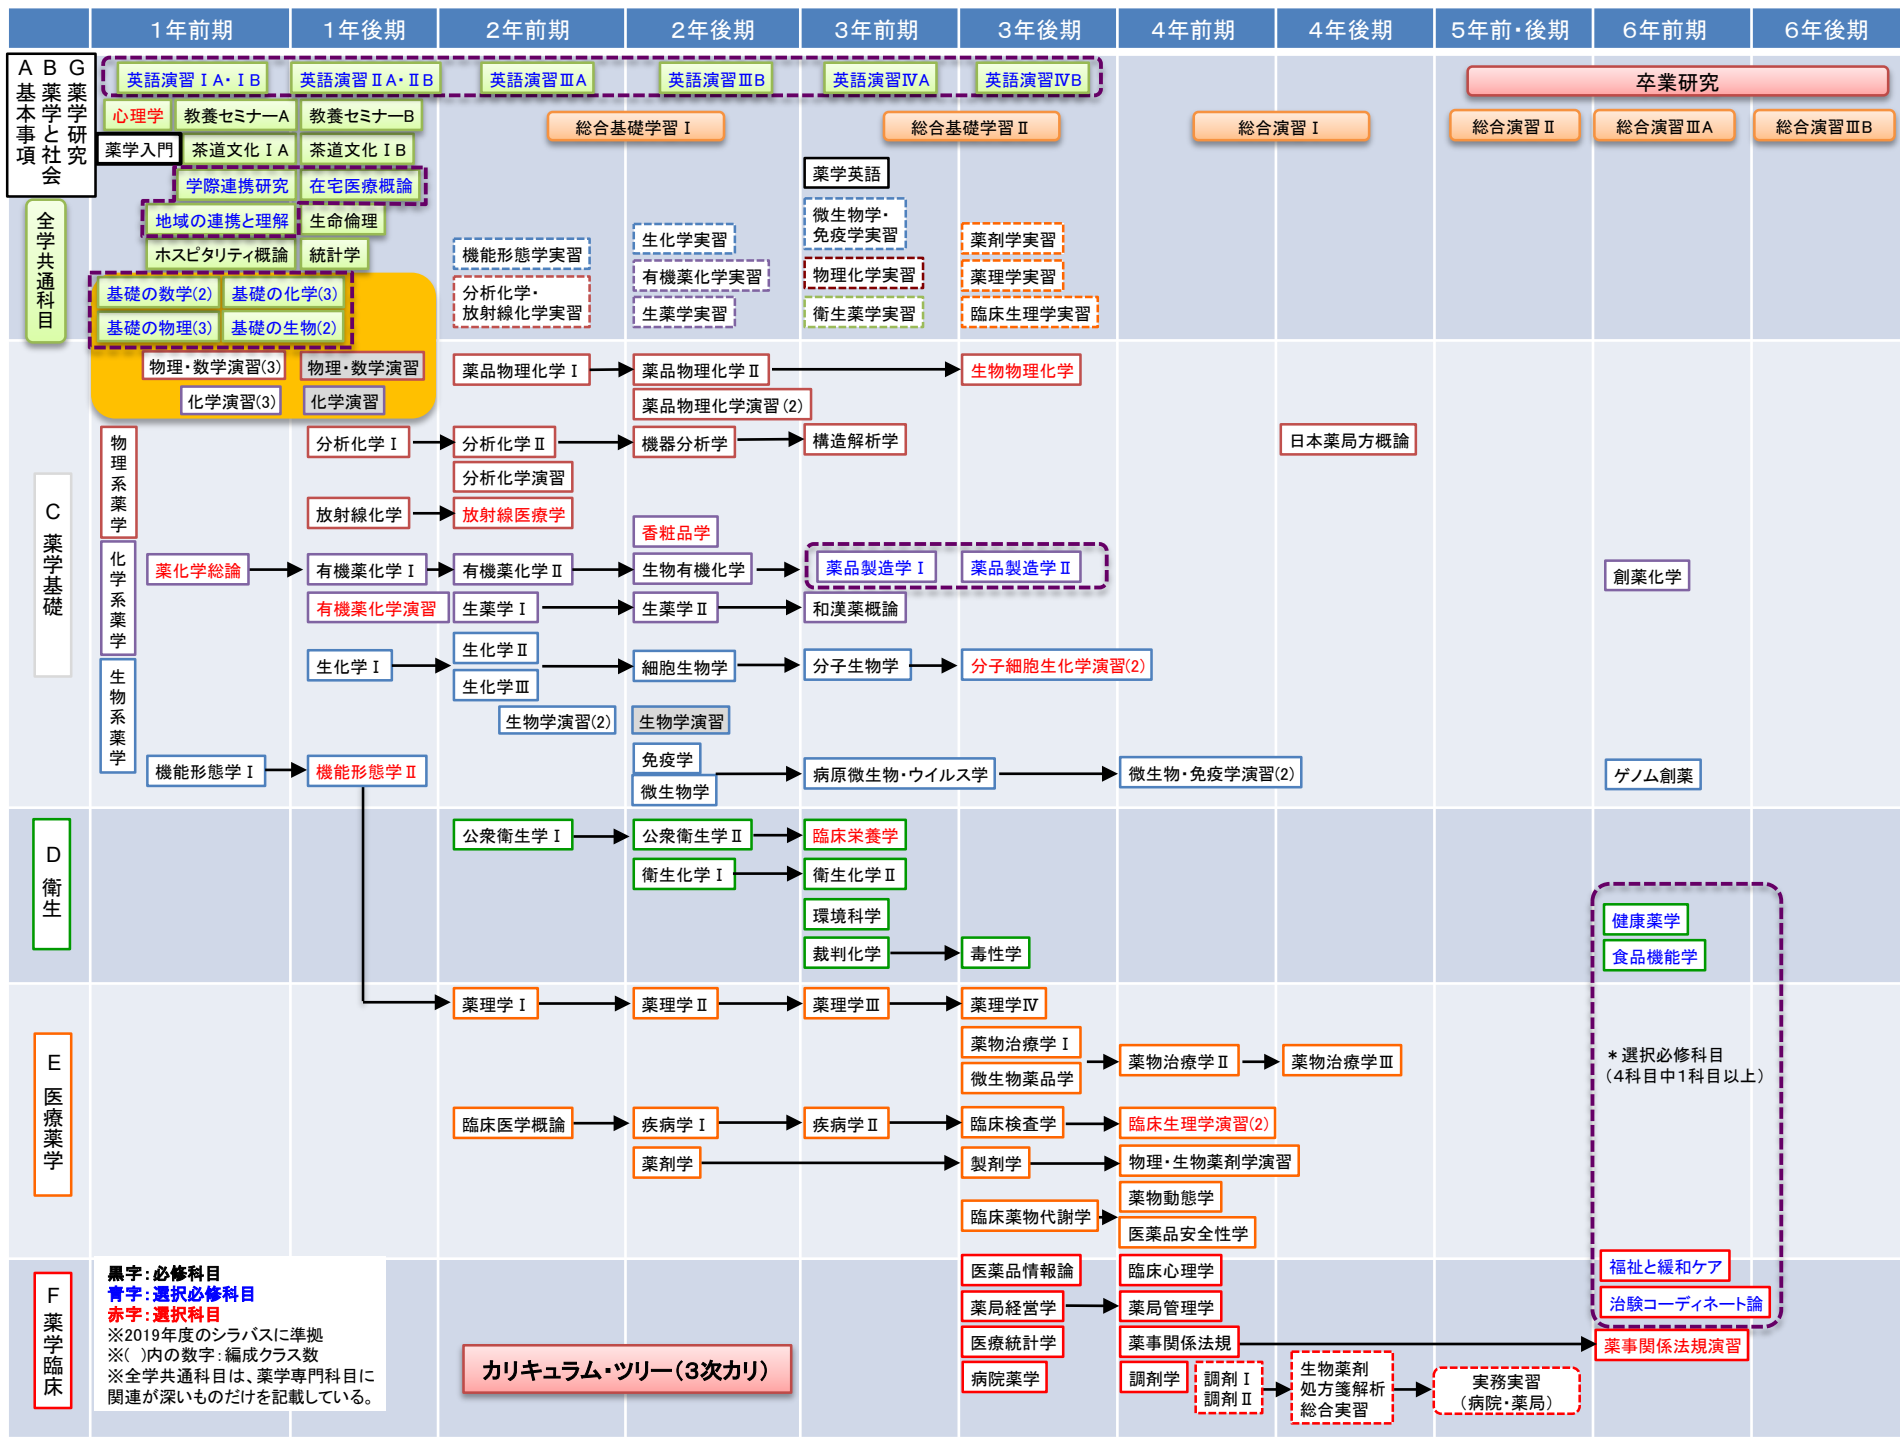 1年前期
1年後期
2年前期
2年後期
3年前期
3年後期
4年前期
4年後期
5年前・後期
6年前期
6年後期
G 薬学研究
B 薬学と社会
A 基本事項
英語演習ⅠA・ⅠB
英語演習ⅡA・ⅡB
英語演習ⅢA
英語演習ⅢB
英語演習ⅣA
英語演習ⅣB
卒業研究
心理学
教養セミナーA
教養セミナーB
総合基礎学習Ⅰ
総合基礎学習Ⅱ
総合演習Ⅰ
総合演習Ⅱ
総合演習ⅢA
総合演習ⅢB
薬学入門
茶道文化ⅠA
茶道文化ⅠB
薬学英語
学際連携研究
在宅医療概論
全学共通科目
地域の連携と理解
生命倫理
ホスピタリティ概論
統計学
機能形態学実習
分析化学・
放射線化学実習
生化学実習
有機薬化学実習
生薬学実習
微生物学・
免疫学実習
物理化学実習
衛生薬学実習
薬剤学実習
薬理学実習
臨床生理学実習
基礎の数学(2)
基礎の化学(3)
基礎の物理(3)
基礎の生物(2)
物理・数学演習(3)
物理・数学演習
化学演習(3)
化学演習
C 薬学基礎
物理系薬学
薬品物理化学Ⅰ
薬品物理化学Ⅱ
生物物理化学
薬品物理化学演習(2)
分析化学Ⅰ
分析化学Ⅱ
機器分析学
構造解析学
日本薬局方概論
分析化学演習
放射線化学
放射線医療学
化学系薬学
香粧品学
薬化学総論
有機薬化学Ⅰ
有機薬化学Ⅱ
生物有機化学
薬品製造学Ⅰ
薬品製造学Ⅱ
創薬化学
有機薬化学演習
生薬学Ⅰ
生薬学Ⅱ
和漢薬概論
生物系薬学
生化学Ⅰ
生化学Ⅱ
生化学Ⅲ
細胞生物学
分子生物学
分子細胞生化学演習(2)
生物学演習(2)
生物学演習
機能形態学Ⅰ
機能形態学Ⅱ
免疫学
微生物学
病原微生物・ウイルス学
微生物・免疫学演習(2)
ゲノム創薬
D 衛生
公衆衛生学Ⅰ
公衆衛生学Ⅱ
臨床栄養学
衛生化学Ⅰ
衛生化学Ⅱ
環境科学
裁判化学
毒性学
健康薬学
食品機能学
E 医療薬学
薬理学Ⅰ
薬理学Ⅱ
薬理学Ⅲ
薬理学Ⅳ
薬物治療学Ⅰ
微生物薬品学
薬物治療学Ⅱ
薬物治療学Ⅲ
＊選択必修科目
(4科目中1科目以上)
臨床医学概論
疾病学Ⅰ
疾病学Ⅱ
臨床検査学
臨床生理学演習(2)
薬剤学
製剤学
物理・生物薬剤学演習
臨床薬物代謝学
薬物動態学
医薬品安全性学
F 薬学臨床
黒字：必修科目
青字：選択必修科目
赤字：選択科目
※2019年度のシラバスに準拠
※( )内の数字：編成クラス数
※全学共通科目は、薬学専門科目に
関連が深いものだけを記載している。
カリキュラム・ツリー(3次カリ)
医薬品情報論
臨床心理学
福祉と緩和ケア
薬局経営学
薬局管理学
治験コーディネート論
医療統計学
薬事関係法規
薬事関係法規演習
病院薬学
調剤学
調剤Ⅰ
調剤Ⅱ
生物薬剤
処方箋解析
総合実習
実務実習
(病院・薬局)